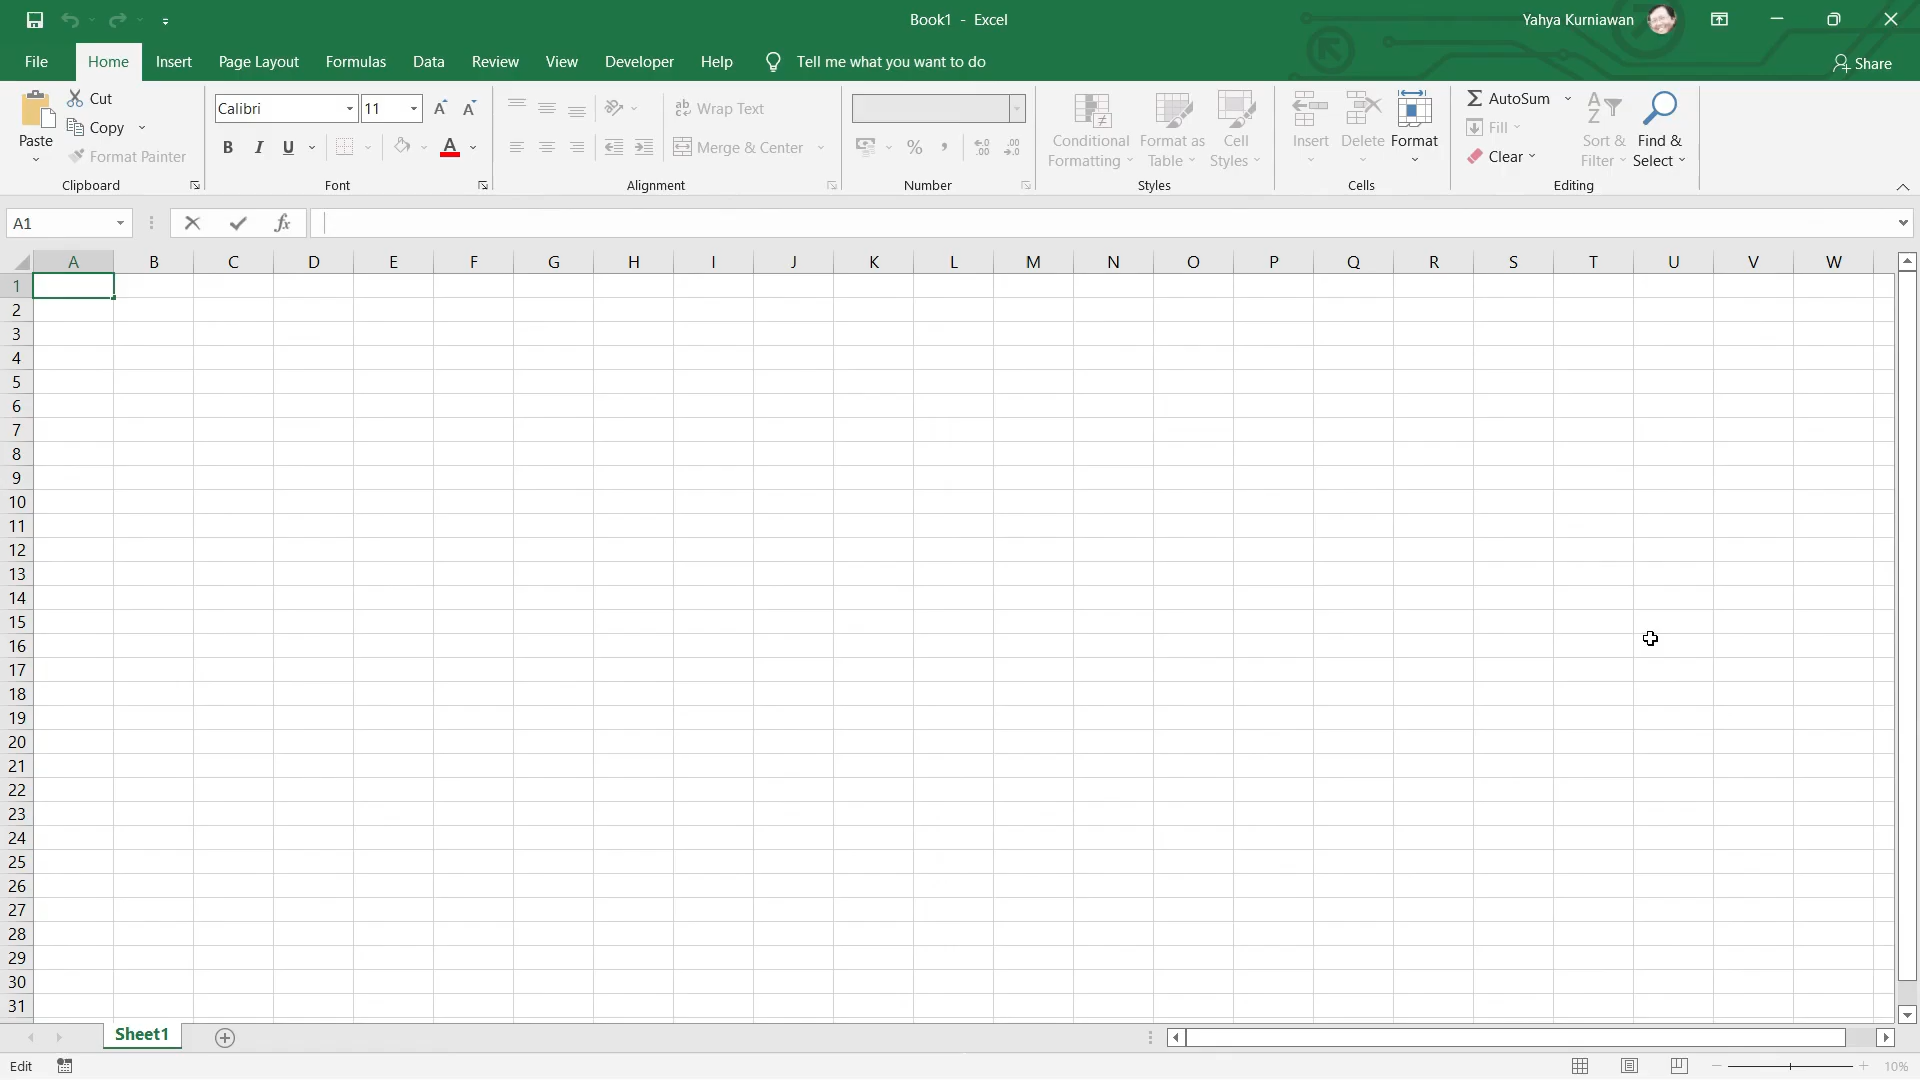 Book1 - Excel
Yahya Kurniawan
File Home Insert Page Layout Formulas Data Review View Developer Help Tell me what you want to do
Share
Paste
Cut
Copy
Format Painter
Clipboard
Calibri 11
B I U A
Font
Wrap Text
Merge & Center
Alignment
% ,
Number
Conditional Formatting
Format as Table
Cell Styles
Styles
Insert
Delete
Format
Cells
AutoSum
Fill
Clear
Sort & Filter
Find & Select
Editing
A1
fx
A B C D E F G H I J K L M N O P Q R S T U V W
1
2
3
4
5
6
7
8
9
10
11
12
13
14
15
16
17
18
19
20
21
22
23
24
25
26
27
28
29
30
31
Sheet1
Edit
10%